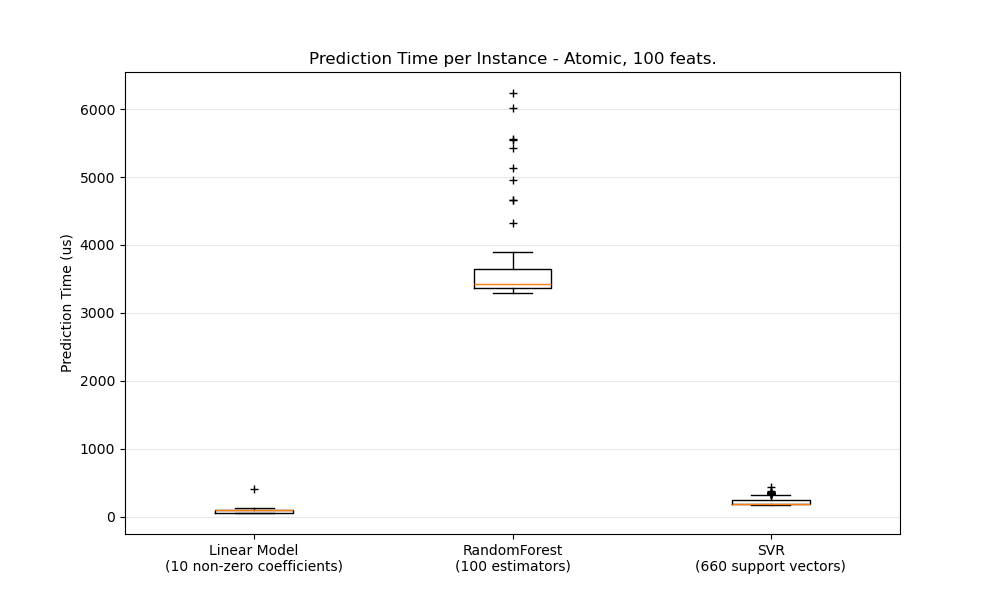 Prediction Time per Instance - Atomic, 100 feats.
Prediction Time (us)
6000
5000
4000
3000
2000
1000
0
Linear Model
(10 non-zero coefficients)
RandomForest
(100 estimators)
SVR
(660 support vectors)